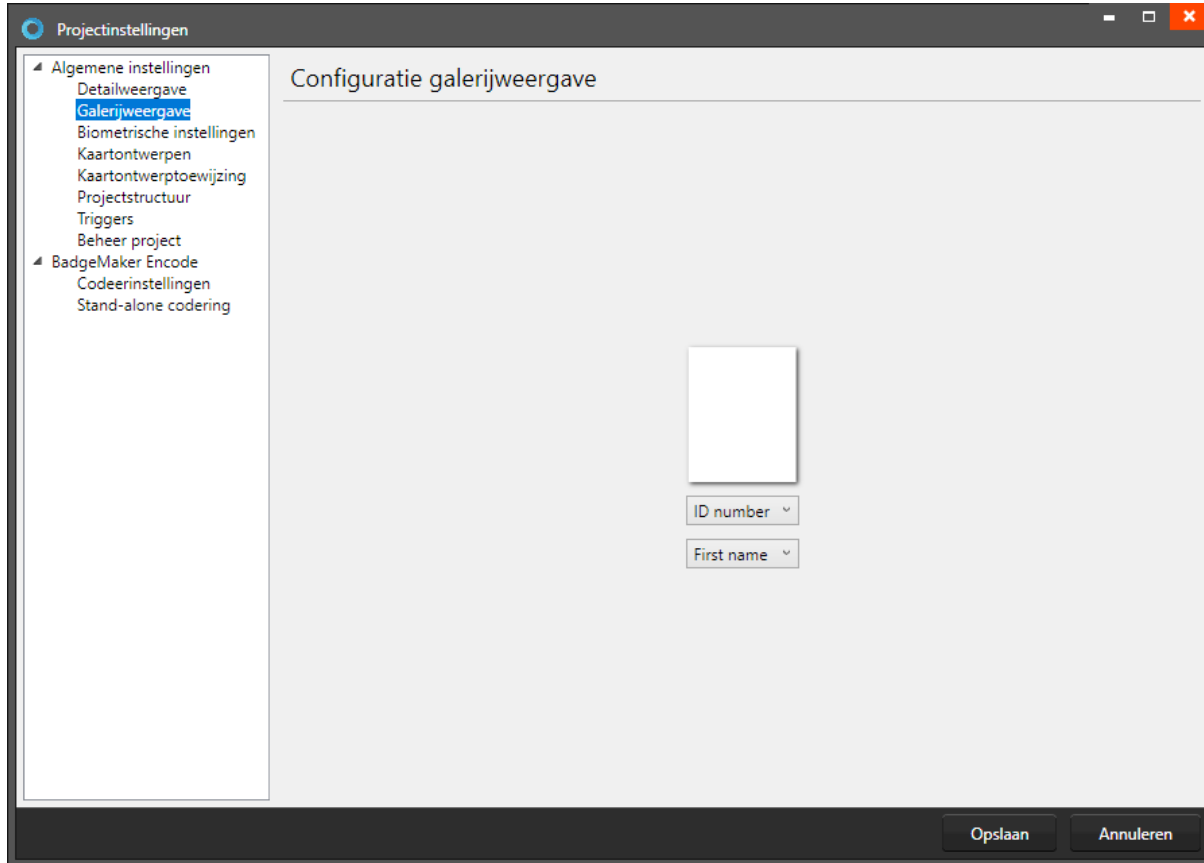 Projectinstellingen
Algemene instellingen
Detailweergave
Galerijweergave
Biometrische instellingen
Kaartontwerpen
Kaartontwerptoewijzing
Projectstructuur
Triggers
Beheer project
BadgeMaker Encode
Codeerinstellingen
Stand-alone codering
Configuratie galerijweergave
ID number
First name
Opslaan
Annuleren